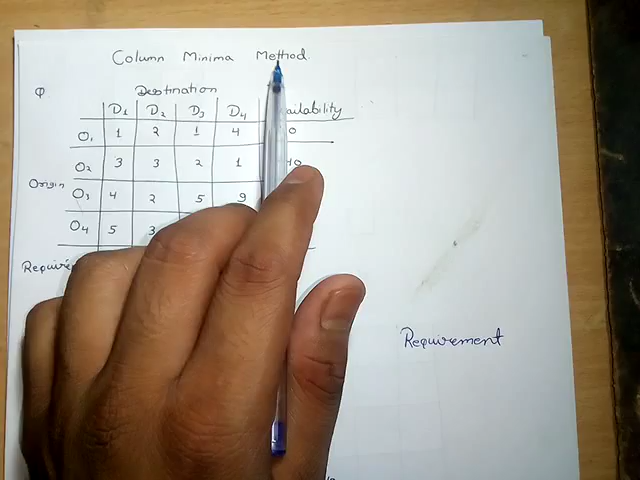 Column Minima Method.
Destination
D1 D2 D3 D4
O1 1 2 1 4
O2 3 3 2 1
Origin
O3 4 2 5 9
O4 5 3
Requirement